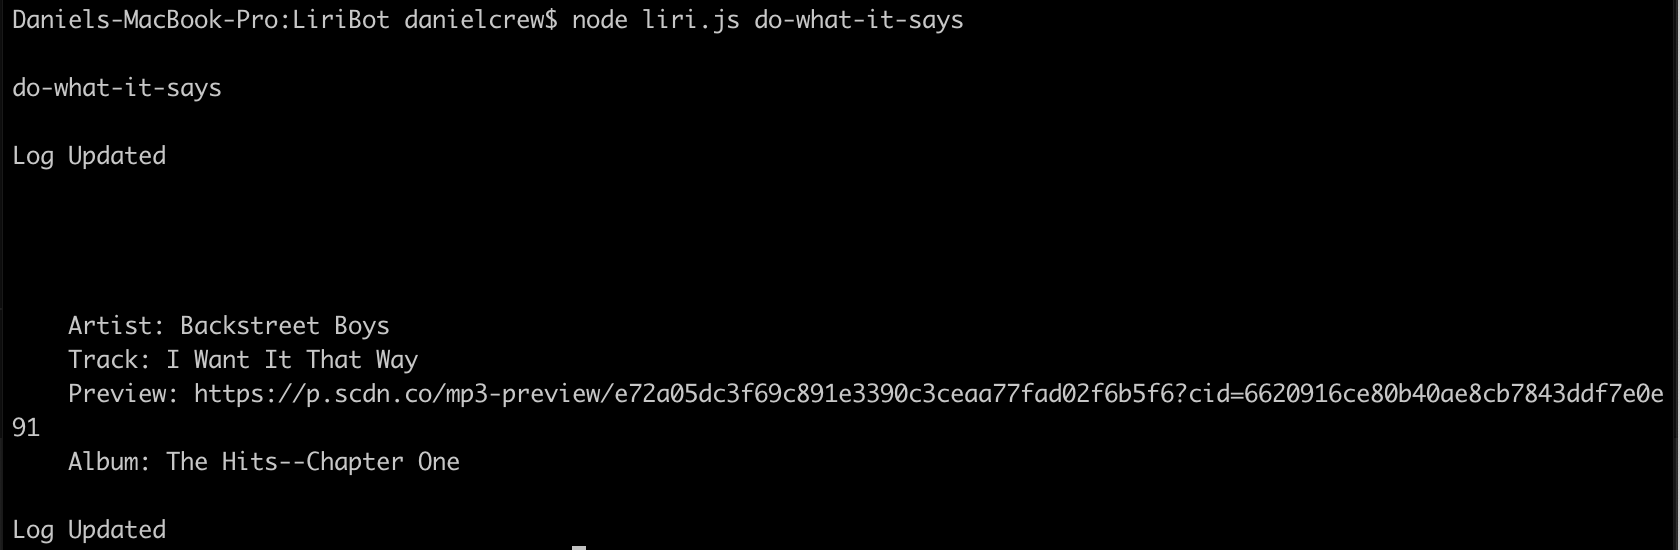 Daniels-MacBook-Pro:LiriBot danielcrew$ node liri.js do-what-it-says
do-what-it-says
Log Updated
Artist: Backstreet Boys
Track: I Want It That Way
Preview: https://p.scdn.co/mp3-preview/e72a05dc3f69c891e3390c3ceaa77fad02f6b5f6?cid=6620916ce80b40ae8cb7843ddf7e0e
91
Album: The Hits--Chapter One
Log Updated